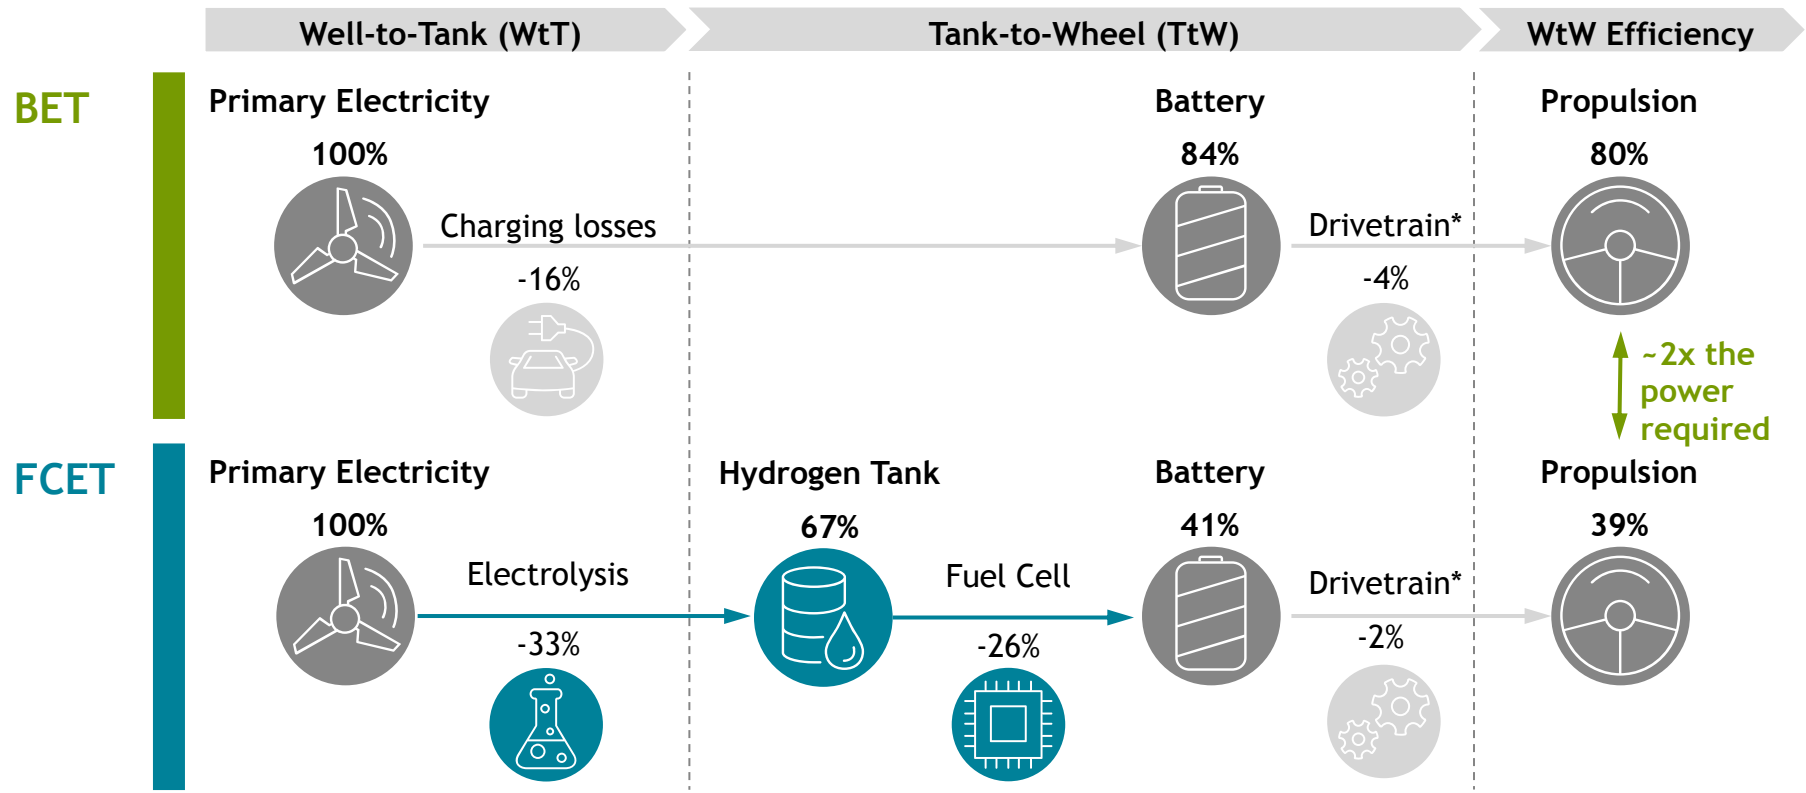 Well-to-Tank (WtT)
Tank-to-Wheel (TtW)
WtW Efficiency
BET
Primary Electricity
100%
Charging losses
-16%
Battery
84%
Drivetrain*
-4%
Propulsion
80%
~2x the
power
required
FCET
Primary Electricity
100%
Electrolysis
-33%
Hydrogen Tank
67%
Fuel Cell
-26%
Battery
41%
Drivetrain*
-2%
Propulsion
39%